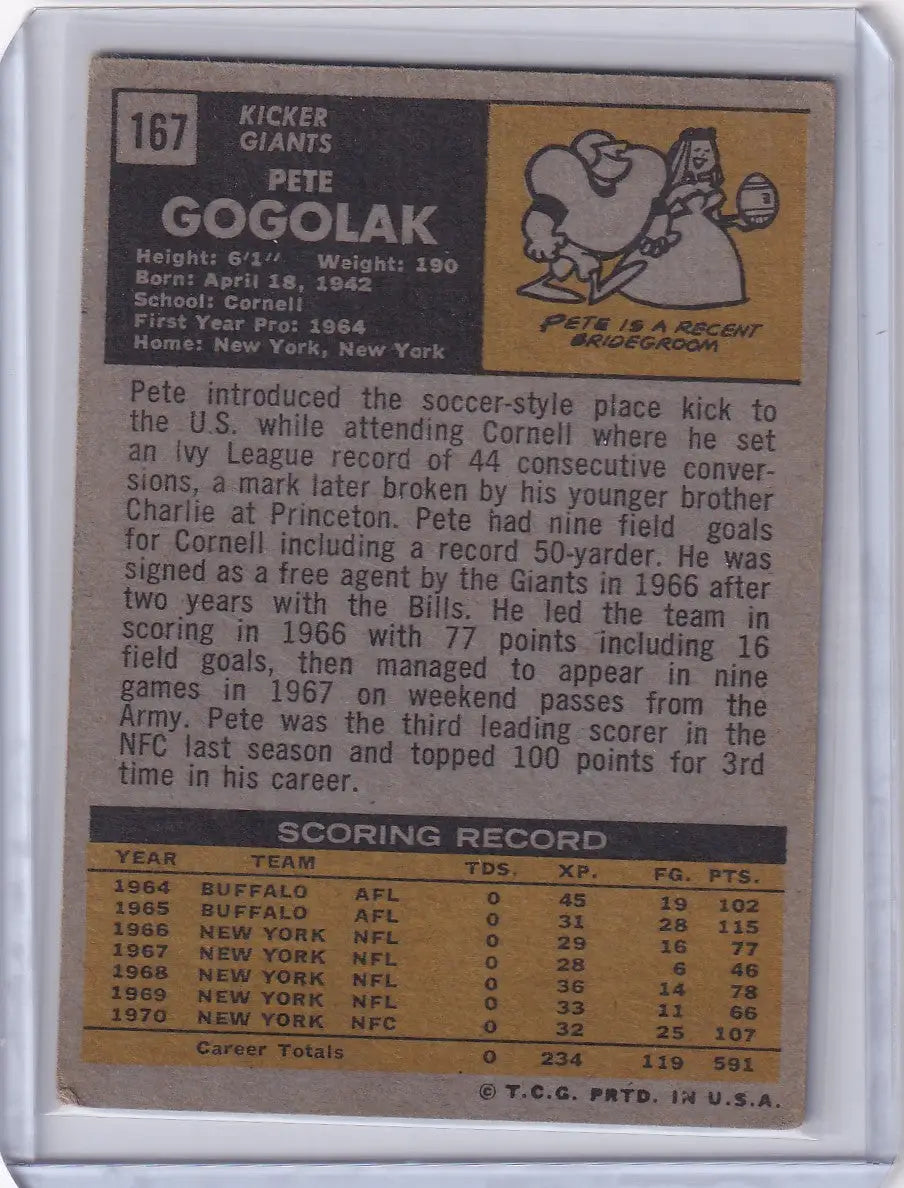 167
KICKER
GIANTS
PETE
GOGOLAK
Height: 6'1" Weight: 190
Born: April 18, 1942
School: Cornell
First Year Pro: 1964
Home: New York, New York
PETE IS A RECENT
BRIDEGROOM
Pete introduced the soccer-style place kick to
the U.S. while attending Cornell where he set
an Ivy League record of 44 consecutive conver-
sions, a mark later broken by his younger brother
Charlie at Princeton. Pete had nine field goals
for Cornell including a record 50-yarder. He was
signed as a free agent by the Giants in 1966 after
two years with the Bills. He led the team in
scoring in 1966 with 77 points including 16
field goals, then managed to appear in nine
games in 1967 on weekend passes from the
Army. Pete was the third leading scorer in the
NFC last season and topped 100 points for 3rd
time in his career.
SCORING RECORD
YEAR TEAM TDS. XP. FG. PTS.
1964 BUFFALO AFL 0 45 19 102
1965 BUFFALO AFL 0 31 28 115
1966 NEW YORK NFL 0 29 16 77
1967 NEW YORK NFL 0 28 6 46
1968 NEW YORK NFL 0 36 14 78
1969 NEW YORK NFL 0 33 11 66
1970 NEW YORK NFC 0 32 25 107
Career Totals 0 234 119 591
© T.C.G. PRTD. IN U.S.A.